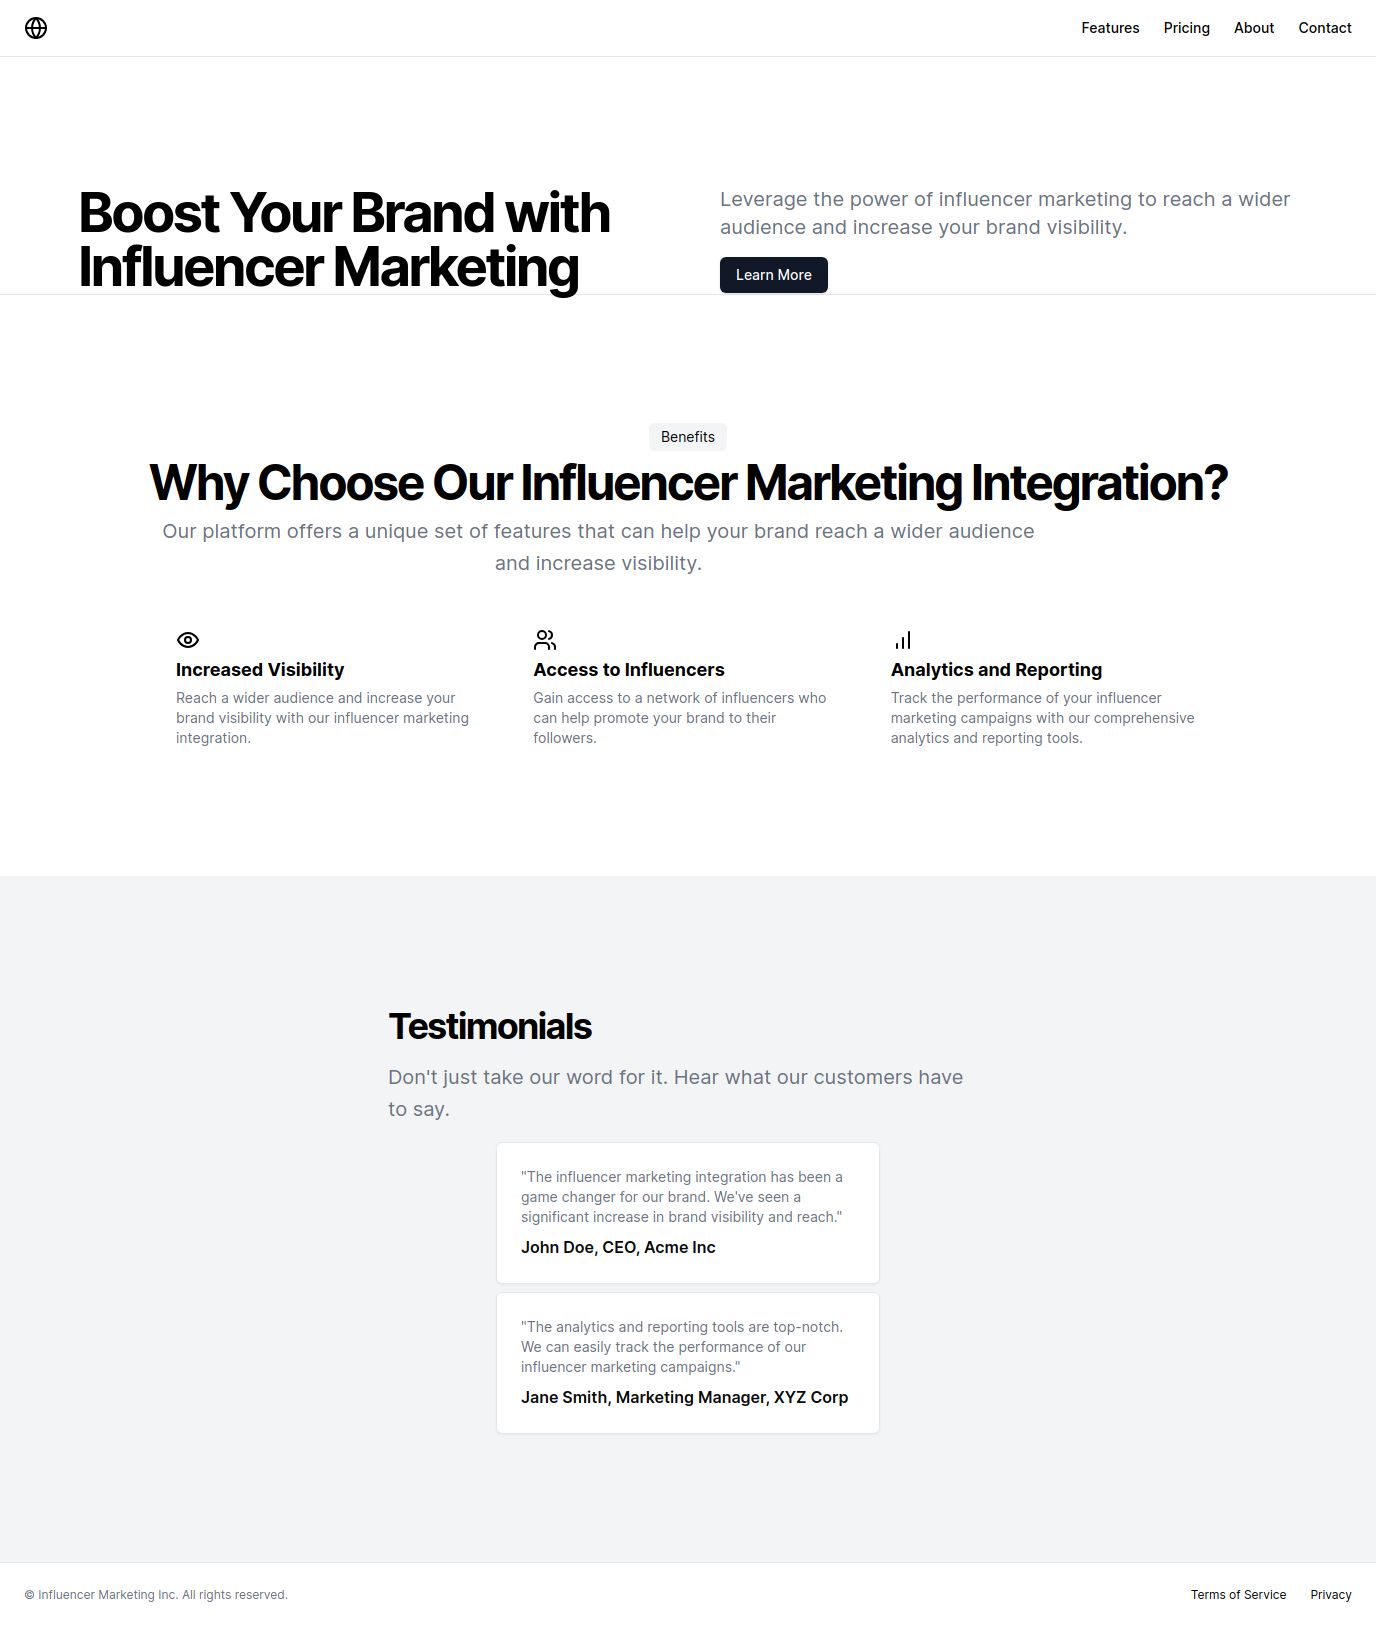 Features
Pricing
About
Contact
Boost Your Brand with
Influencer Marketing
Leverage the power of influencer marketing to reach a wider
audience and increase your brand visibility.
Learn More
Benefits
Why Choose Our Influencer Marketing Integration?
Our platform offers a unique set of features that can help your brand reach a wider audience
and increase visibility.
Increased Visibility
Reach a wider audience and increase your
brand visibility with our influencer marketing
integration.
Access to Influencers
Gain access to a network of influencers who
can help promote your brand to their
followers.
Analytics and Reporting
Track the performance of your influencer
marketing campaigns with our comprehensive
analytics and reporting tools.
Testimonials
Don't just take our word for it. Hear what our customers have
to say.
"The influencer marketing integration has been a
game changer for our brand. We've seen a
significant increase in brand visibility and reach."
John Doe, CEO, Acme Inc
"The analytics and reporting tools are top-notch.
We can easily track the performance of our
influencer marketing campaigns."
Jane Smith, Marketing Manager, XYZ Corp
© Influencer Marketing Inc. All rights reserved.
Terms of Service
Privacy